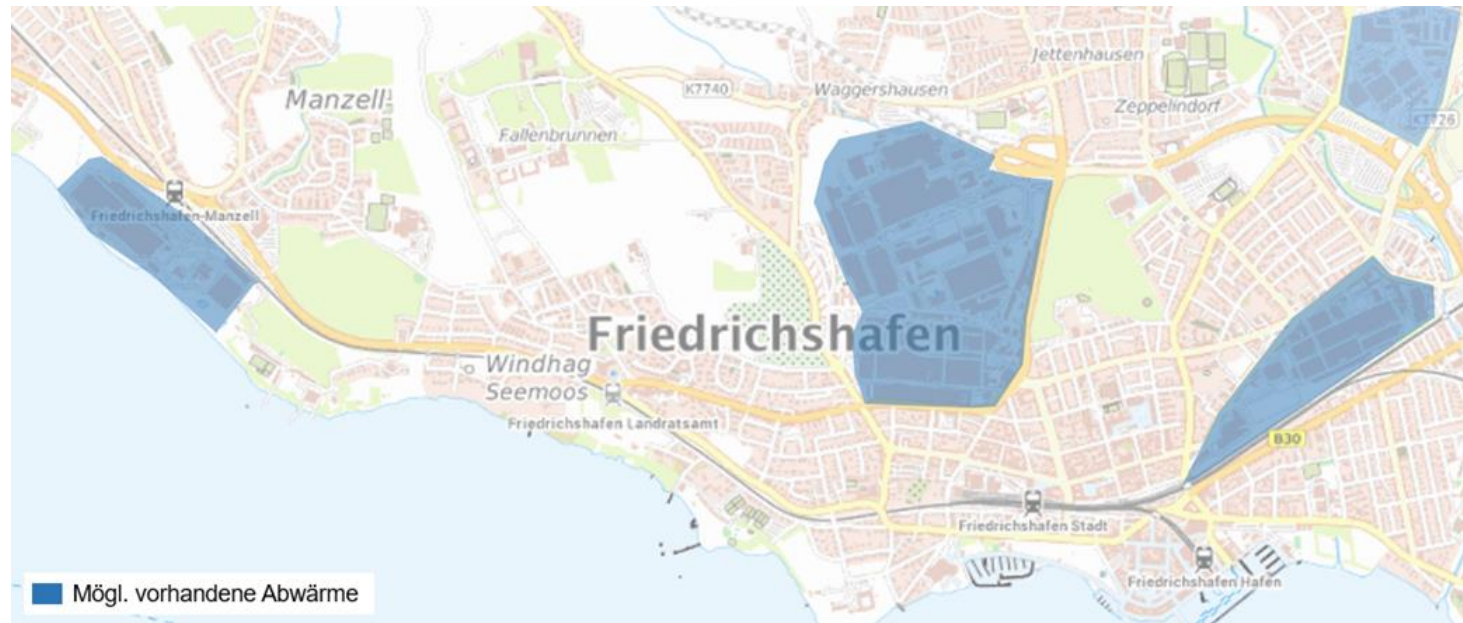 Jettenhausen
K7740
Waggershausen
Manzell
Zeppelindorf
K7726
Fallenbrunnen
Friedrichshafen-Manzell
Friedrichshafen
Windhag
Seemoos
Friedrichshafen Landratsamt
B30
Friedrichshafen Stadt
Friedrichshafen Hafen
Mögl. vorhandene Abwärme